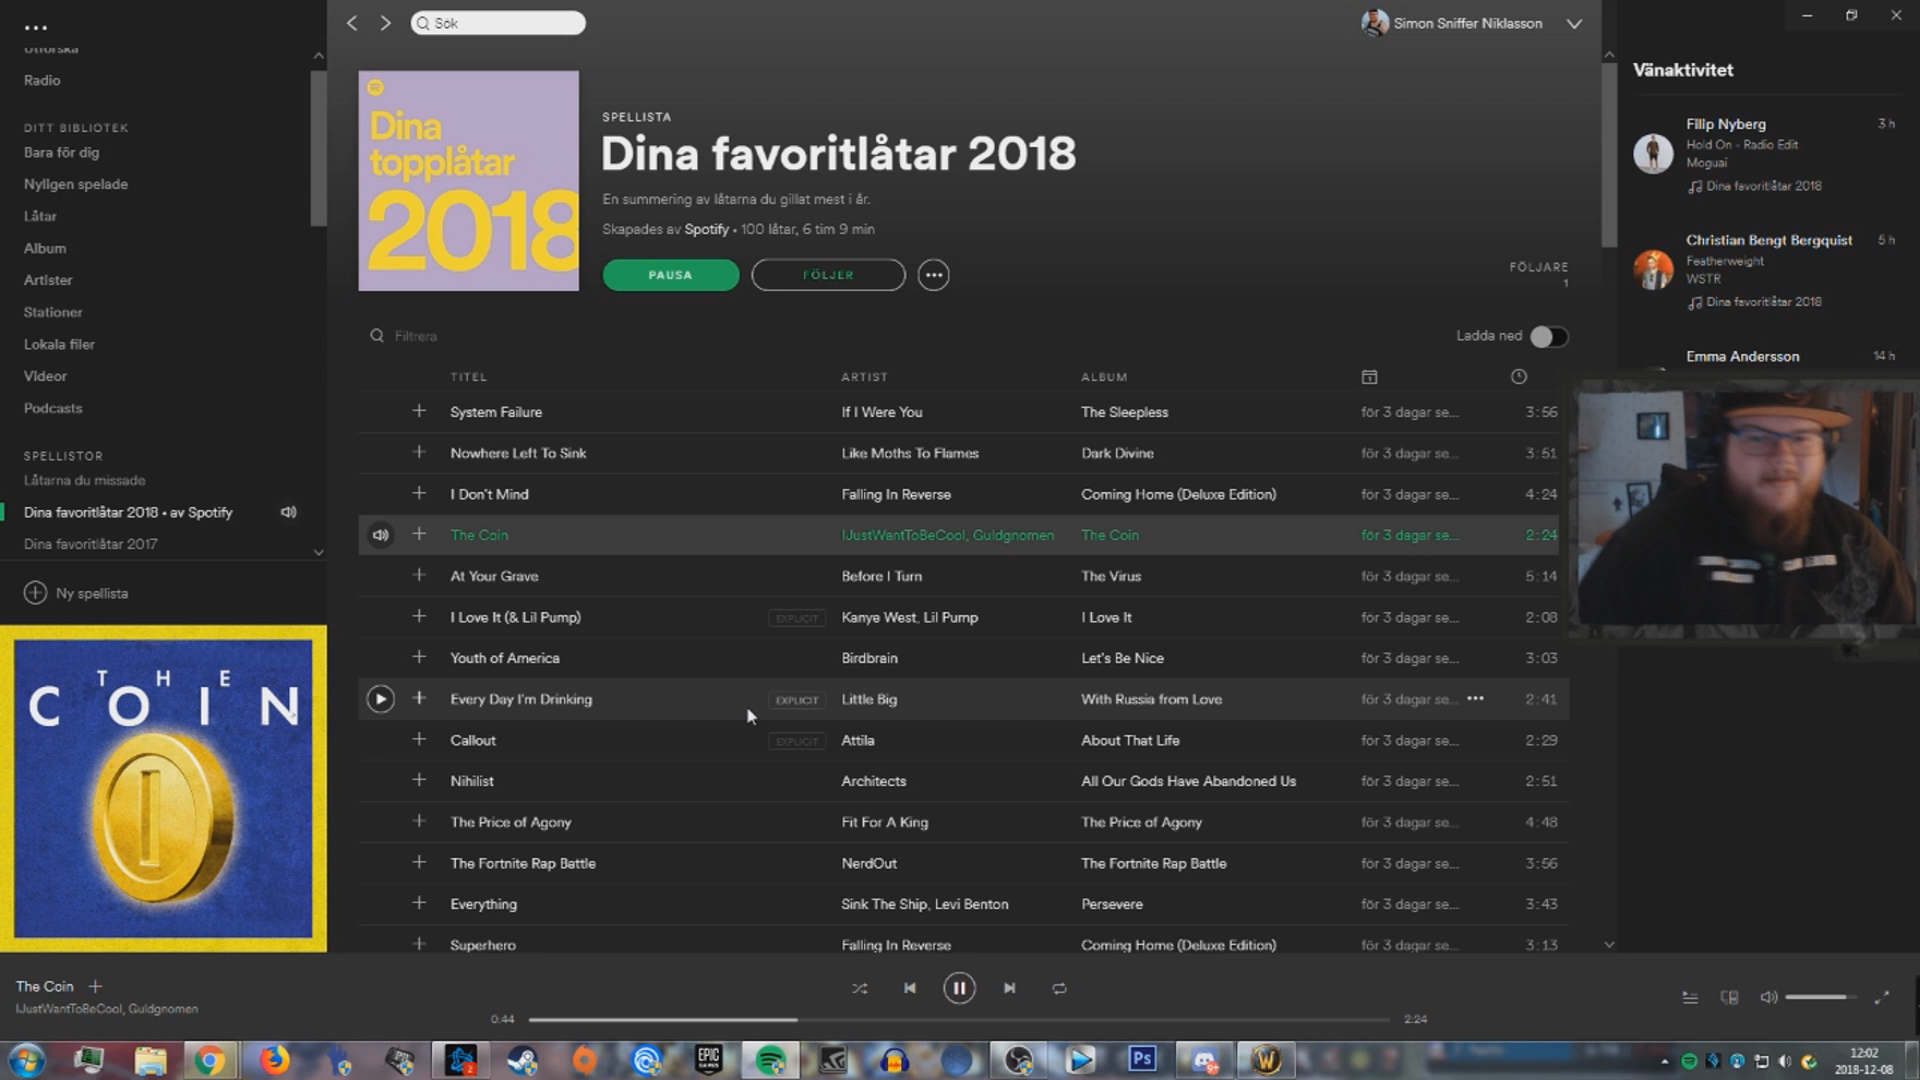 Sök
Simon Sniffer Niklasson
Utforska
Radio
DITT BIBLIOTEK
Bara för dig
Nyligen spelade
Låtar
Album
Artister
Stationer
Lokala filer
Videor
Podcasts
SPELLISTOR
Låtarna du missade
Dina favoritlåtar 2018 • av Spotify
Dina favoritlåtar 2017
Ny spellista
THE
COIN
Dina
topplåtar
2018
SPELLISTA
Dina favoritlåtar 2018
En summering av låtarna du gillat mest i år.
Skapades av Spotify • 100 låtar, 6 tim 9 min
PAUSA
FÖLJER
FÖLJARE
1
Filtrera
Ladda ned
TITEL ARTIST ALBUM
System Failure If I Were You The Sleepless för 3 dagar se... 3:56
Nowhere Left To Sink Like Moths To Flames Dark Divine för 3 dagar se... 3:51
I Don't Mind Falling In Reverse Coming Home (Deluxe Edition) för 3 dagar se... 4:24
The Coin IJustWantToBeCool, Guldgnomen The Coin för 3 dagar se... 2:24
At Your Grave Before I Turn The Virus för 3 dagar se... 5:14
I Love It (& Lil Pump) EXPLICIT Kanye West, Lil Pump I Love It för 3 dagar se... 2:08
Youth of America Birdbrain Let's Be Nice för 3 dagar se... 3:03
Every Day I'm Drinking EXPLICIT Little Big With Russia from Love för 3 dagar se... 2:41
Callout EXPLICIT Attila About That Life för 3 dagar se... 2:29
Nihilist Architects All Our Gods Have Abandoned Us för 3 dagar se... 2:51
The Price of Agony Fit For A King The Price of Agony för 3 dagar se... 4:48
The Fortnite Rap Battle NerdOut The Fortnite Rap Battle för 3 dagar se... 3:56
Everything Sink The Ship, Levi Benton Persevere för 3 dagar se... 3:43
Superhero Falling In Reverse Coming Home (Deluxe Edition) för 3 dagar se... 3:13
Vänaktivitet
Filip Nyberg 3 h
Hold On - Radio Edit
Moguai
Dina favoritlåtar 2018
Christian Bengt Bergquist 5 h
Featherweight
WSTR
Dina favoritlåtar 2018
Emma Andersson 14 h
The Coin
IJustWantToBeCool, Guldgnomen
0:44
2:24
EPIC
GAMES
Ps
12:02
2018-12-08